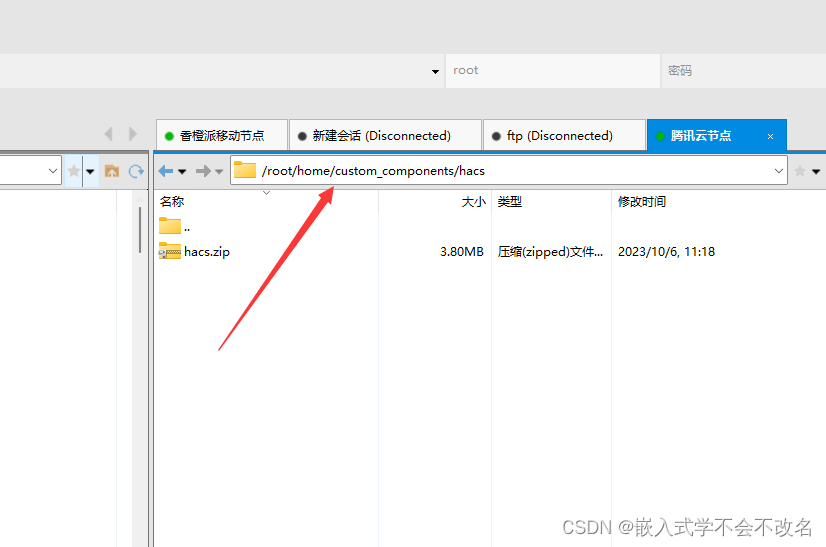 root 密码
香橙派移动节点 新建会话 (Disconnected) ftp (Disconnected) 腾讯云节点 ×
/root/home/custom_components/hacs
名称 大小 类型 修改时间
..
hacs.zip 3.80MB 压缩(zipped)文件... 2023/10/6, 11:18
CSDN @嵌入式学不会不改名